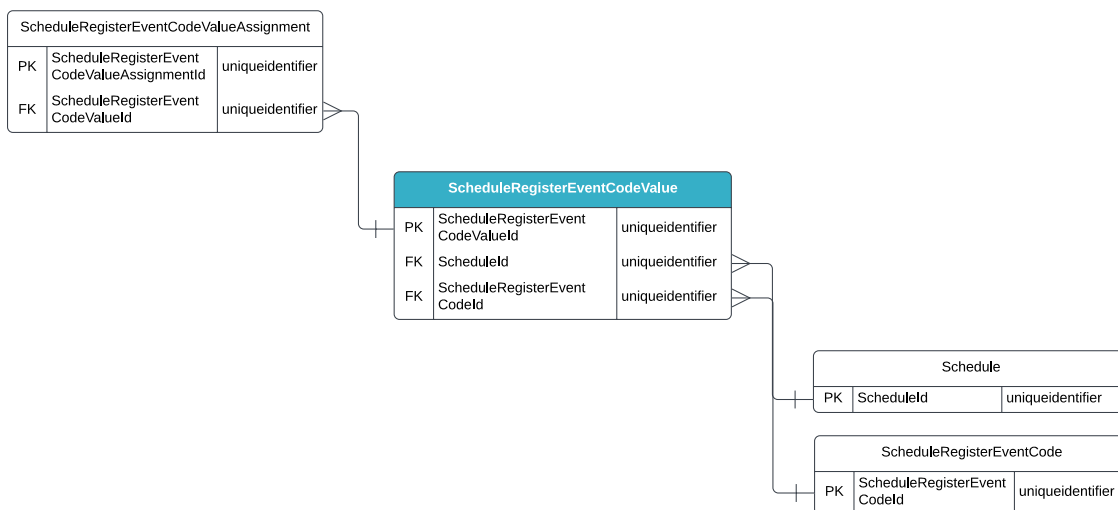 ScheduleRegisterEventCodeValueAssignment
PK
ScheduleRegisterEvent
CodeValueAssignmentId
uniqueidentifier
FK
ScheduleRegisterEvent
CodeValueId
uniqueidentifier
ScheduleRegisterEventCodeValue
PK
ScheduleRegisterEvent
CodeValueId
uniqueidentifier
FK
ScheduleId
uniqueidentifier
FK
ScheduleRegisterEvent
CodeId
uniqueidentifier
Schedule
PK
ScheduleId
uniqueidentifier
ScheduleRegisterEventCode
PK
ScheduleRegisterEvent
CodeId
uniqueidentifier